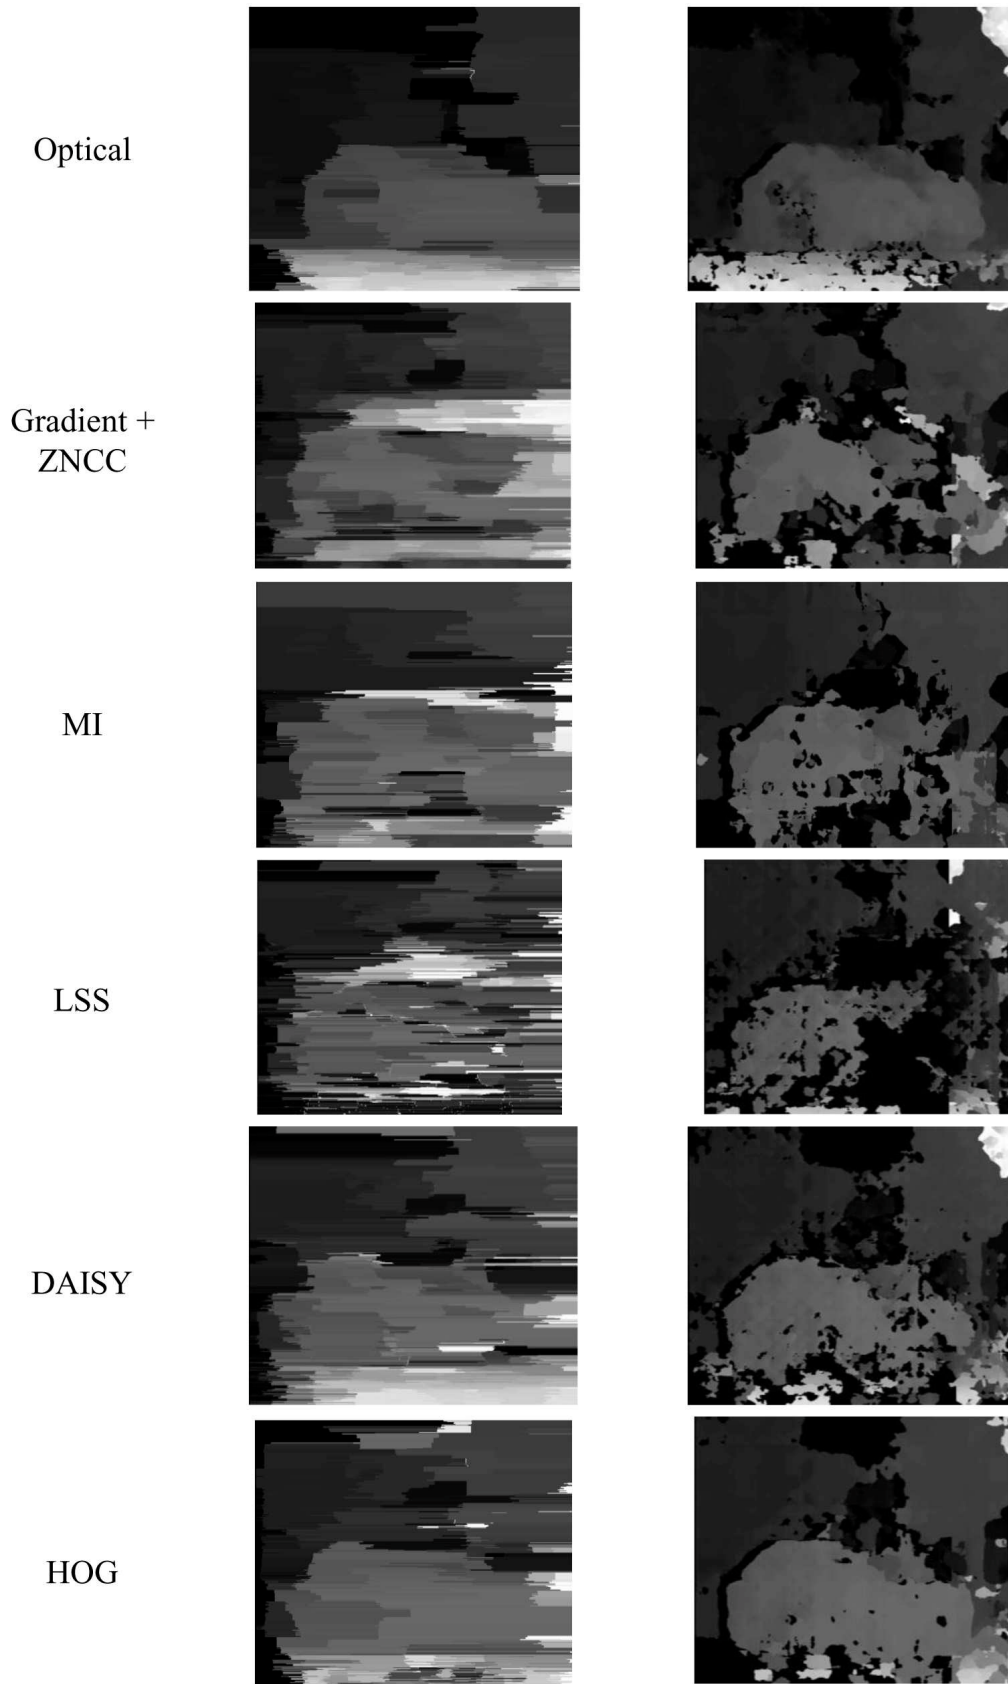 Optical
Gradient +
ZNCC
MI
LSS
DAISY
HOG